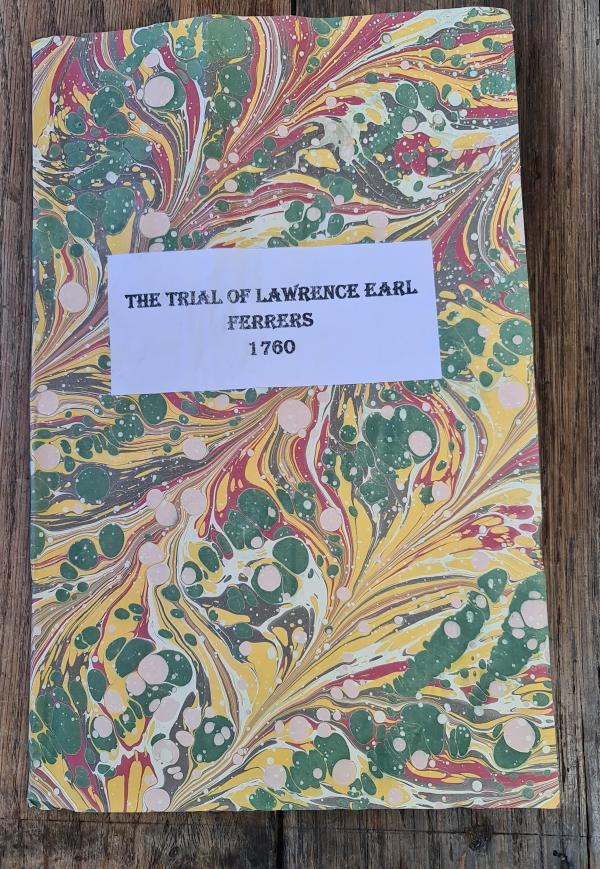 THE TRIAL OF LAWRENCE EARL
FERRERS
1760